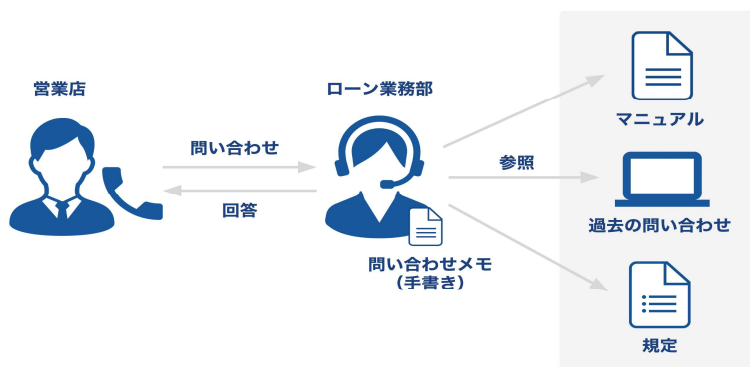 営業店
ローン業務部
問い合わせ
回答
問い合わせメモ
(手書き)
参照
マニュアル
過去の問い合わせ
規定